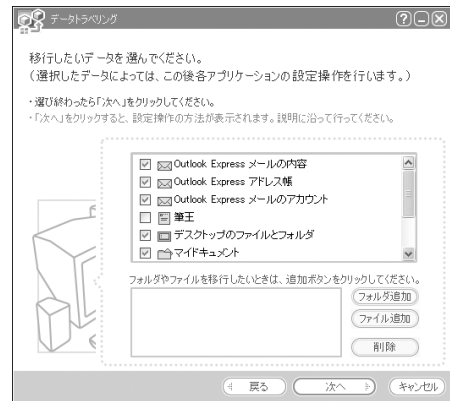 データトラベリング
移行したいデータを選んでください。
(選択したデータによっては、この後各アプリケーションの設定操作を行います。)
・選び終わったら「次へ」をクリックしてください。
・「次へ」をクリックすると、設定操作の方法が表示されます。説明に沿って行ってください。
Outlook Express メールの内容
Outlook Express アドレス帳
Outlook Express メールのアカウント
筆王
デスクトップのファイルとフォルダ
マイドキュメント
フォルダやファイルを移行したいときは、追加ボタンをクリックしてください。
フォルダ追加
ファイル追加
削除
戻る 次へ キャンセル